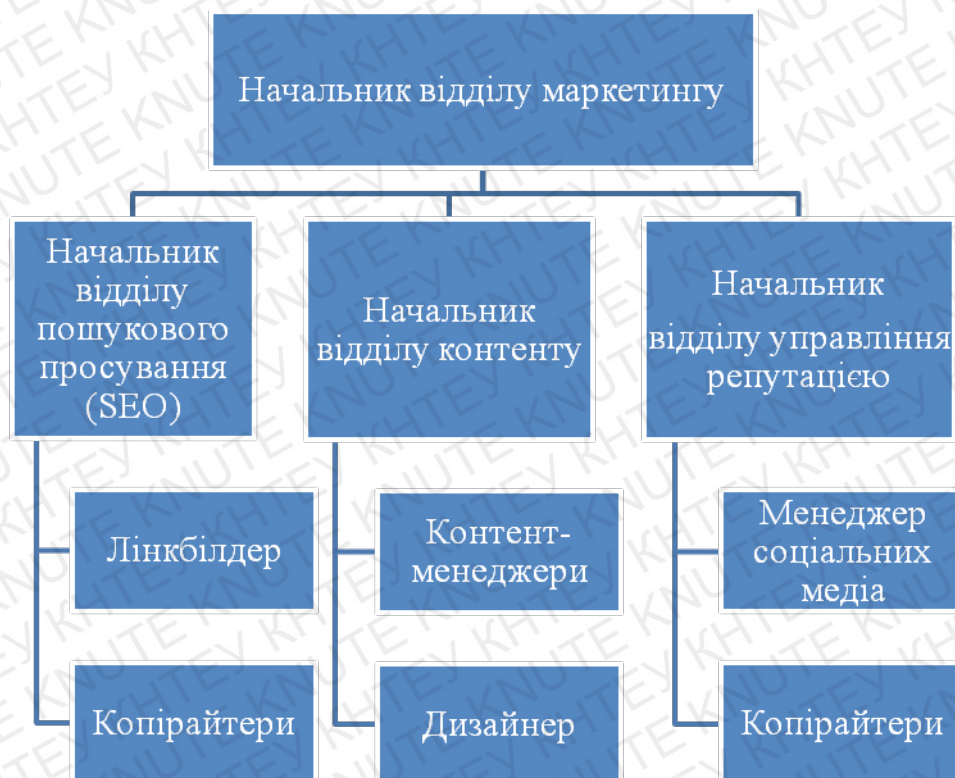 Начальник відділу маркетингу
Начальник
відділу
пошукового
просування
(SEO)
Начальник
відділу контенту
Начальник
відділу управління
репутацією
Лінкбілдер
Контент-
менеджери
Менеджер
соціальних
медіа
Копірайтери
Дизайнер
Копірайтери